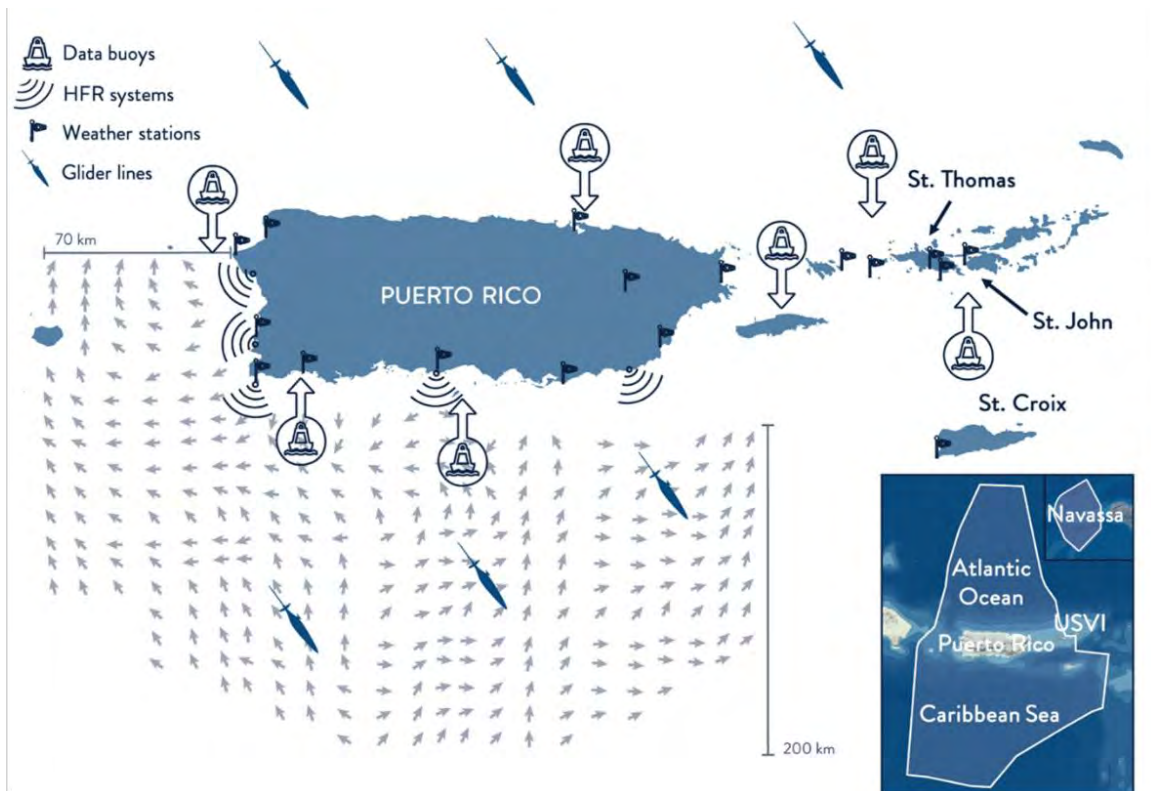 Data buoys
HFR systems
Weather stations
Glider lines
70 km
PUERTO RICO
St. Thomas
St. John
St. Croix
200 km
Navassa
Atlantic
Ocean
USVI
Puerto Rico
Caribbean Sea